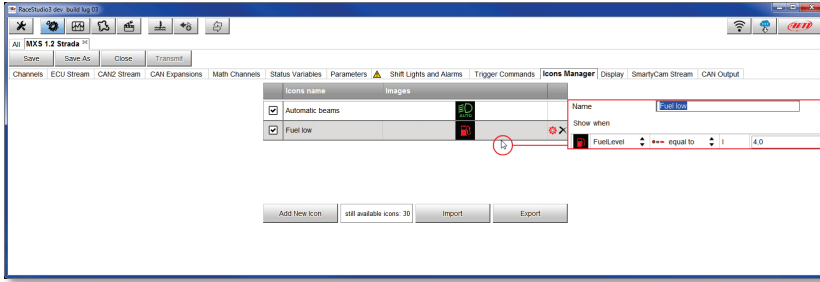 RaceStudio3 dev. build lug 03
AiM
All MXS 1.2 Strada
Save Save As Close Transmit
Channels ECU Stream CAN2 Stream CAN Expansions Math Channels Status Variables Parameters Shift Lights and Alarms Trigger Commands Icons Manager Display SmartyCam Stream CAN Output
Icons name Images
Automatic beams AUTO
Fuel low
Name Fuel low
Show when
FuelLevel equal to l 4,0
Add New Icon still available icons: 30 Import Export